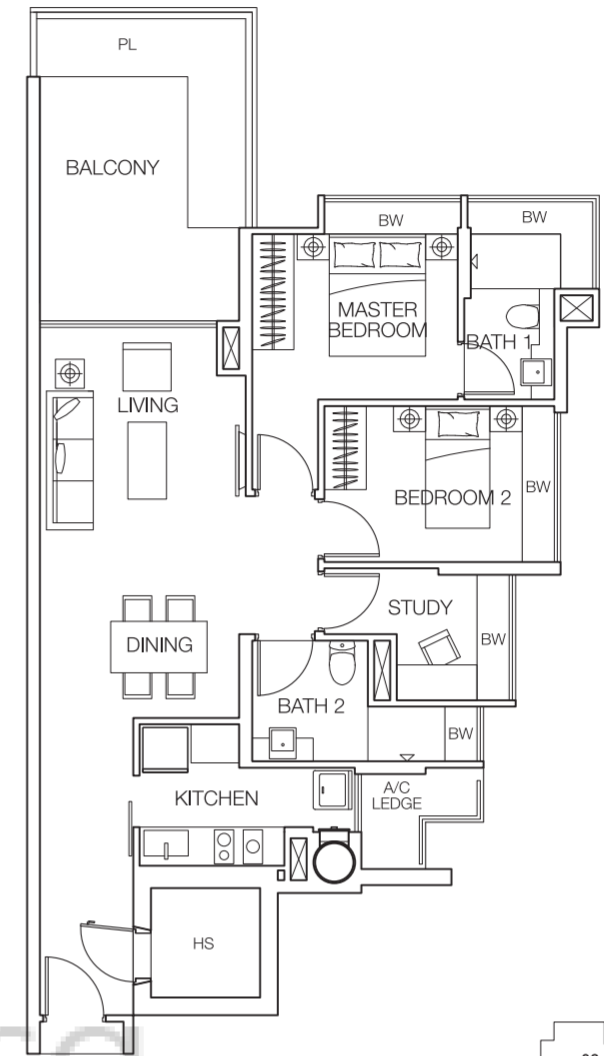 PL
BALCONY
BW
BW
MASTER
BEDROOM
BATH 1
LIVING
BEDROOM 2
BW
STUDY
DINING
BW
BATH 2
BW
KITCHEN
A/C
LEDGE
HS